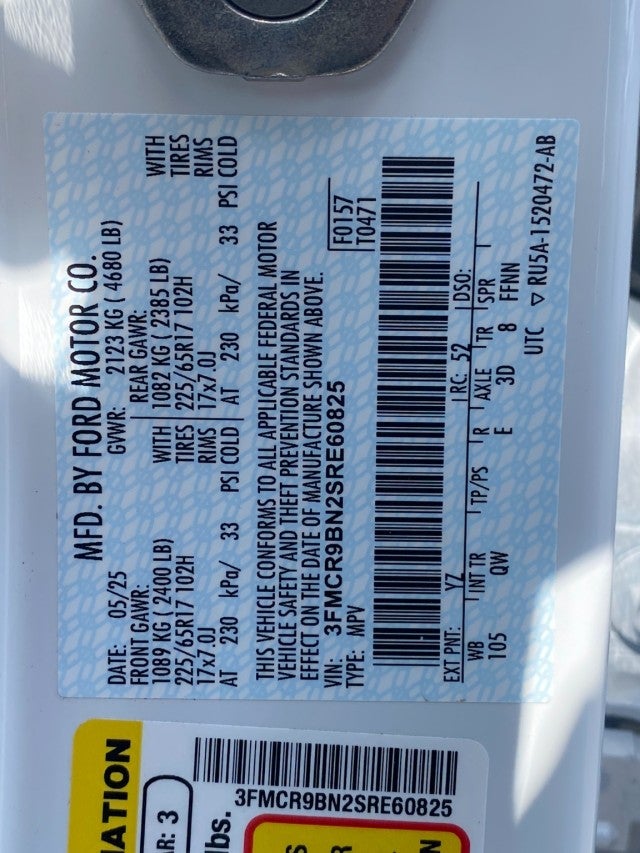 MFD. BY FORD MOTOR CO.
DATE: 05/25 GVWR: 2123 KG ( 4680 LB)
FRONT GAWR: REAR GAWR:
1089 KG ( 2400 LB) WITH 1082 KG ( 2385 LB) WITH
225/65R17 102H TIRES 225/65R17 102H TIRES
17x7.0J RIMS 17x7.0J RIMS
AT 230 kPa/ 33 PSI COLD AT 230 kPa/ 33 PSI COLD
THIS VEHICLE CONFORMS TO ALL APPLICABLE FEDERAL MOTOR
VEHICLE SAFETY AND THEFT PREVENTION STANDARDS IN
EFFECT ON THE DATE OF MANUFACTURE SHOWN ABOVE.
VIN: 3FMCR9BN2SRE60825 F0157
TYPE: MPV T0471
EXT PNT: YZ RC: 52 DSO:
WB INT TR TP/PS R AXLE TR SPR
105 QW E 3D 8 FFNN
UTC ▽ RU5A-1520472-AB
3FMCR9BN2SRE60825
lbs.